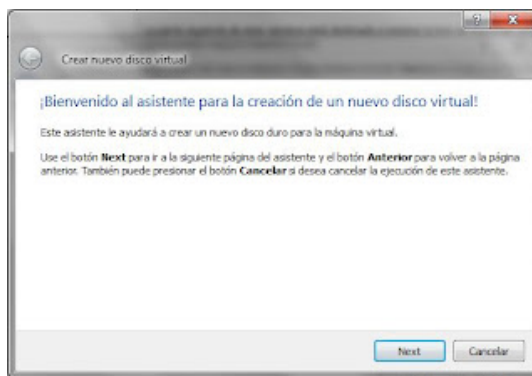 Crear nuevo disco virtual
¡Bienvenido al asistente para la creación de un nuevo disco virtual!
Este asistente le ayudará a crear un nuevo disco duro para la máquina virtual.
Use el botón Next para ir a la siguiente página del asistente y el botón Anterior para volver a la página
anterior. También puede presionar el botón Cancelar si desea cancelar la ejecución de este asistente.
Next
Cancelar